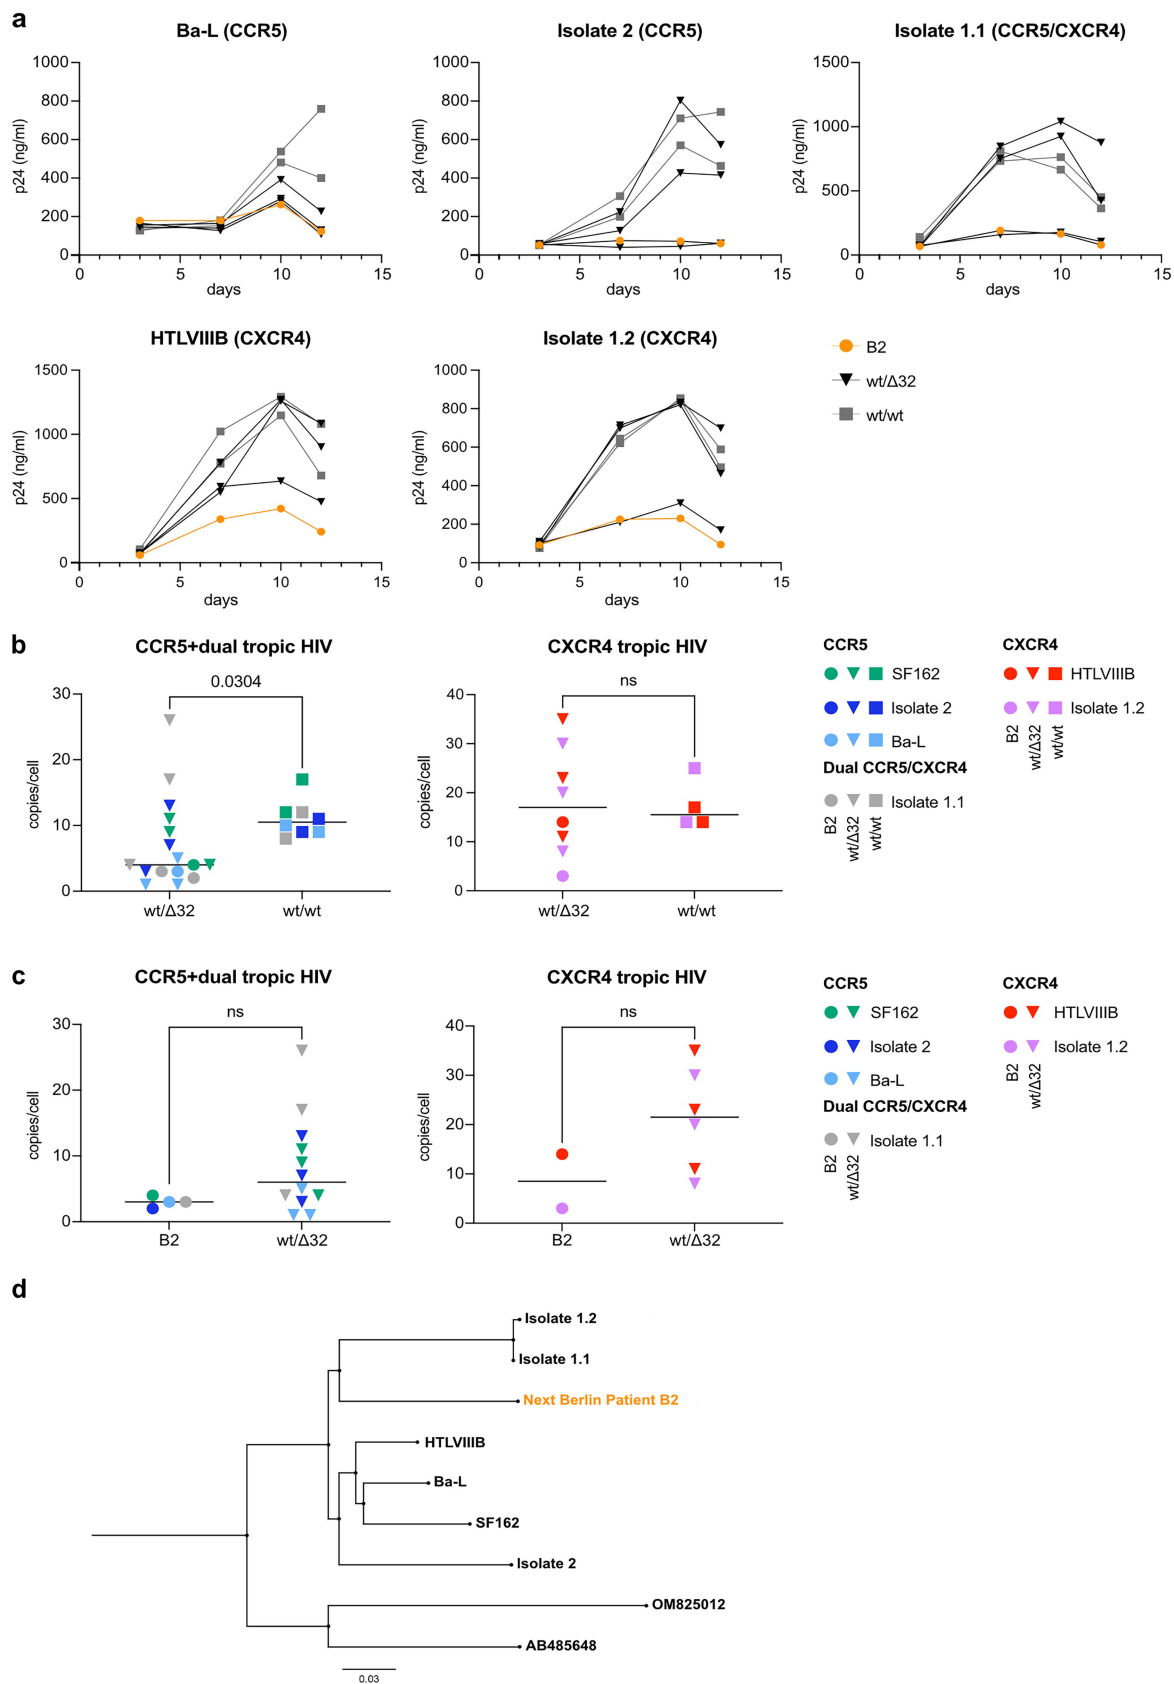 a
Ba-L (CCR5)
Isolate 2 (CCR5)
Isolate 1.1 (CCR5/CXCR4)
p24 (ng/ml)
1000
800
600
400
200
0
0 5 10 15
days
p24 (ng/ml)
1000
800
600
400
200
0
0 5 10 15
days
p24 (ng/ml)
1500
1000
500
0
0 5 10 15
days
HTLVIIIB (CXCR4)
Isolate 1.2 (CXCR4)
p24 (ng/ml)
1500
1000
500
0
0 5 10 15
days
p24 (ng/ml)
1000
800
600
400
200
0
0 5 10 15
days
B2
wt/Δ32
wt/wt
b
CCR5+dual tropic HIV
0.0304
copies/cell
30
20
10
0
wt/Δ32 wt/wt
CXCR4 tropic HIV
ns
copies/cell
40
30
20
10
0
wt/Δ32 wt/wt
CCR5
SF162
Isolate 2
Ba-L
Dual CCR5/CXCR4
Isolate 1.1
B2
wt/Δ32
wt/wt
CXCR4
HTLVIIIB
Isolate 1.2
B2
wt/Δ32
wt/wt
c
CCR5+dual tropic HIV
ns
copies/cell
30
20
10
0
B2 wt/Δ32
CXCR4 tropic HIV
ns
copies/cell
40
30
20
10
0
B2 wt/Δ32
CCR5
SF162
Isolate 2
Ba-L
Dual CCR5/CXCR4
Isolate 1.1
B2
wt/Δ32
CXCR4
HTLVIIIB
Isolate 1.2
B2
wt/Δ32
d
Isolate 1.2
Isolate 1.1
Next Berlin Patient B2
HTLVIIIB
Ba-L
SF162
Isolate 2
OM825012
AB485648
0.03